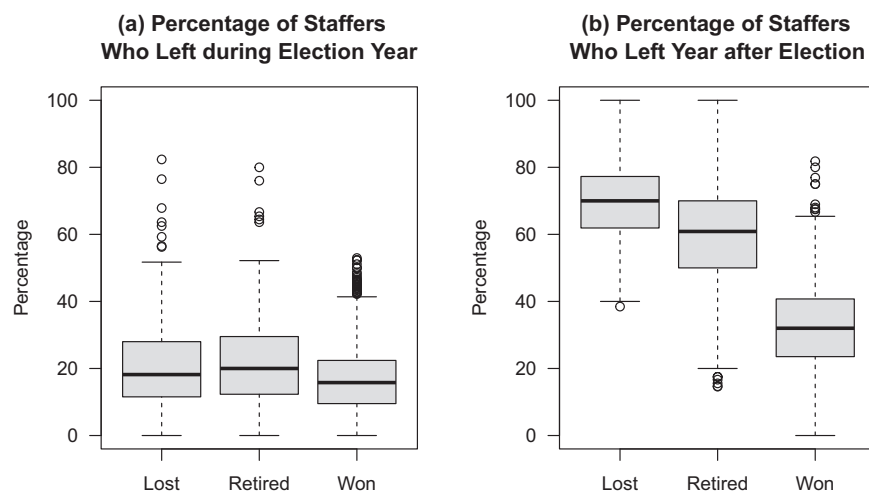 (a) Percentage of Staffers
Who Left during Election Year
100
80
60
40
20
0
Percentage
Lost
Retired
Won
(b) Percentage of Staffers
Who Left Year after Election
100
80
60
40
20
0
Percentage
Lost
Retired
Won